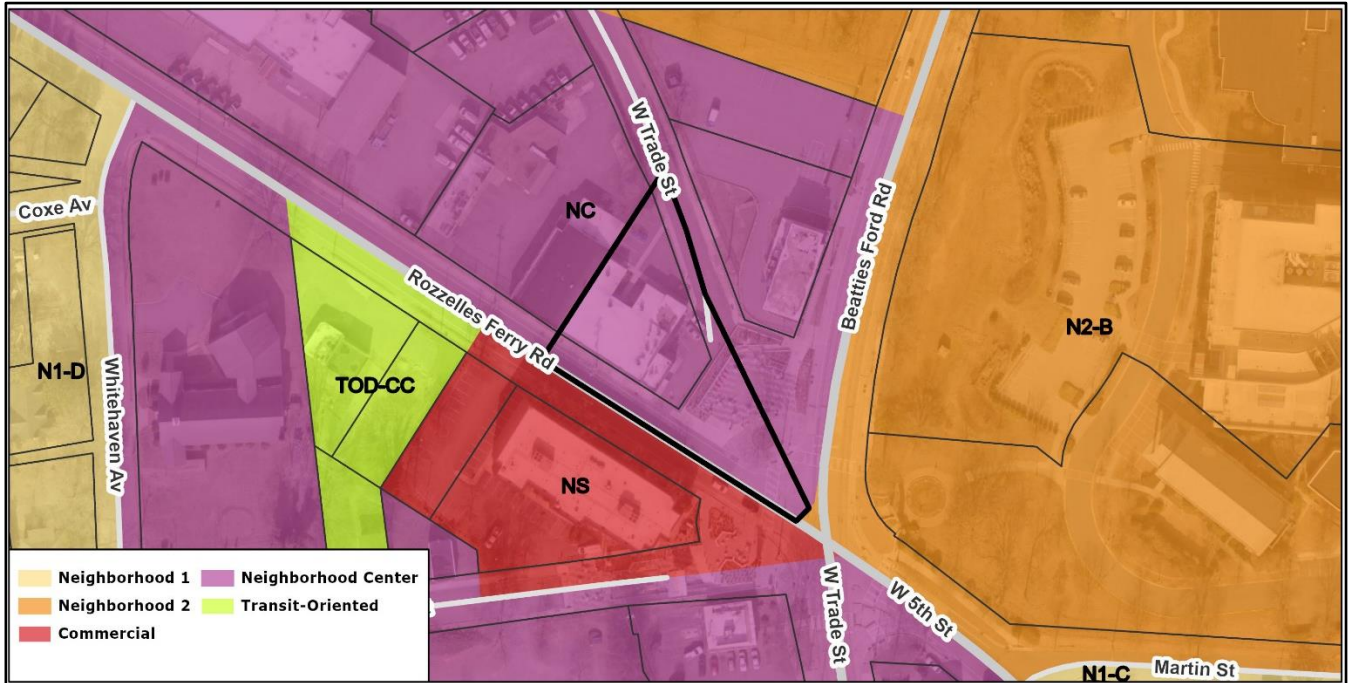 W Trade St
Beatties Ford Rd
NC
Coxe Av
Rozzelles Ferry Rd
N2-B
N1-D
TOD-CC
Whitehaven Av
NS
Neighborhood 1
Neighborhood Center
Neighborhood 2
Transit-Oriented
Commercial
W Trade St
W 5th St
Martin St
N1-C